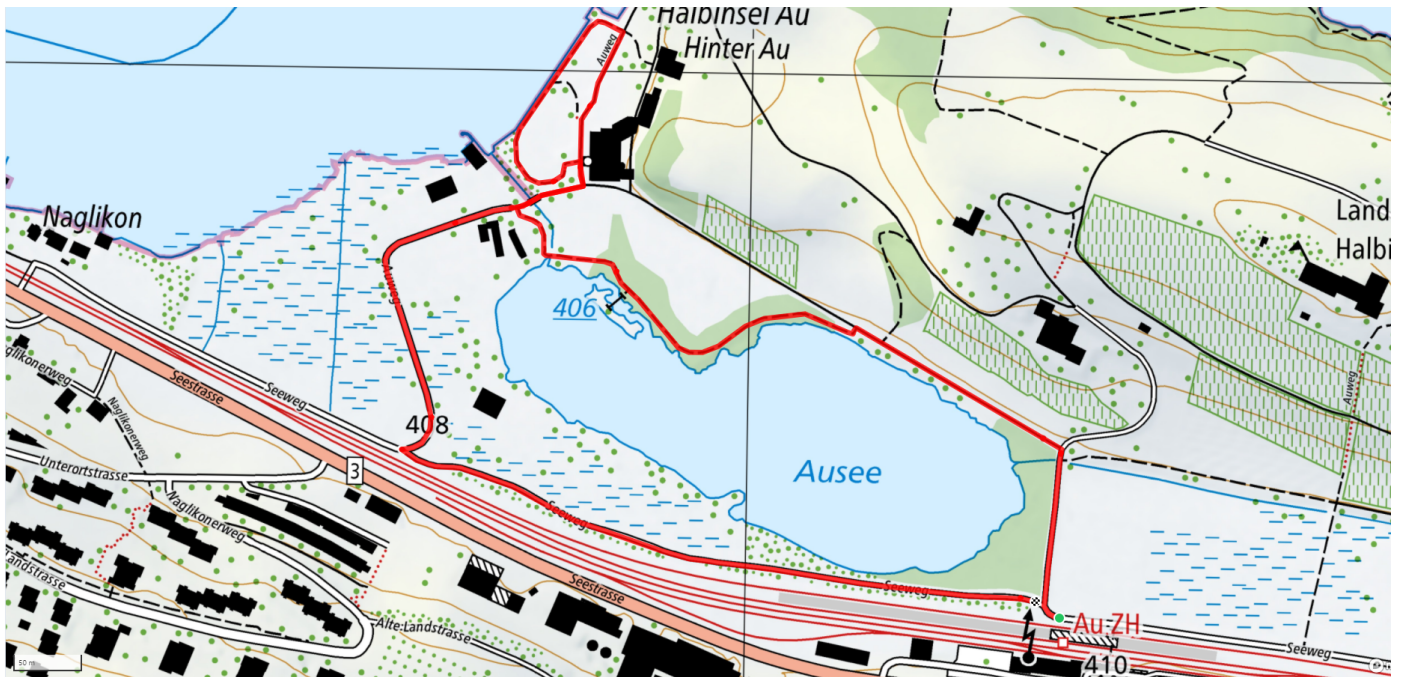 Halbinsel Au
Hinter Au
Auweg
Naglikon
Land
Halbi
406
Auweg
Auweg
408
Seeweg
Seestrasse
Naglikonerweg
Unterortstrasse
3
Ausee
Naglikonerweg
Seeweg
Seeweg
Seestrasse
Landstrasse
Alte Landstrasse
Au ZH
Seeweg
410
50 m